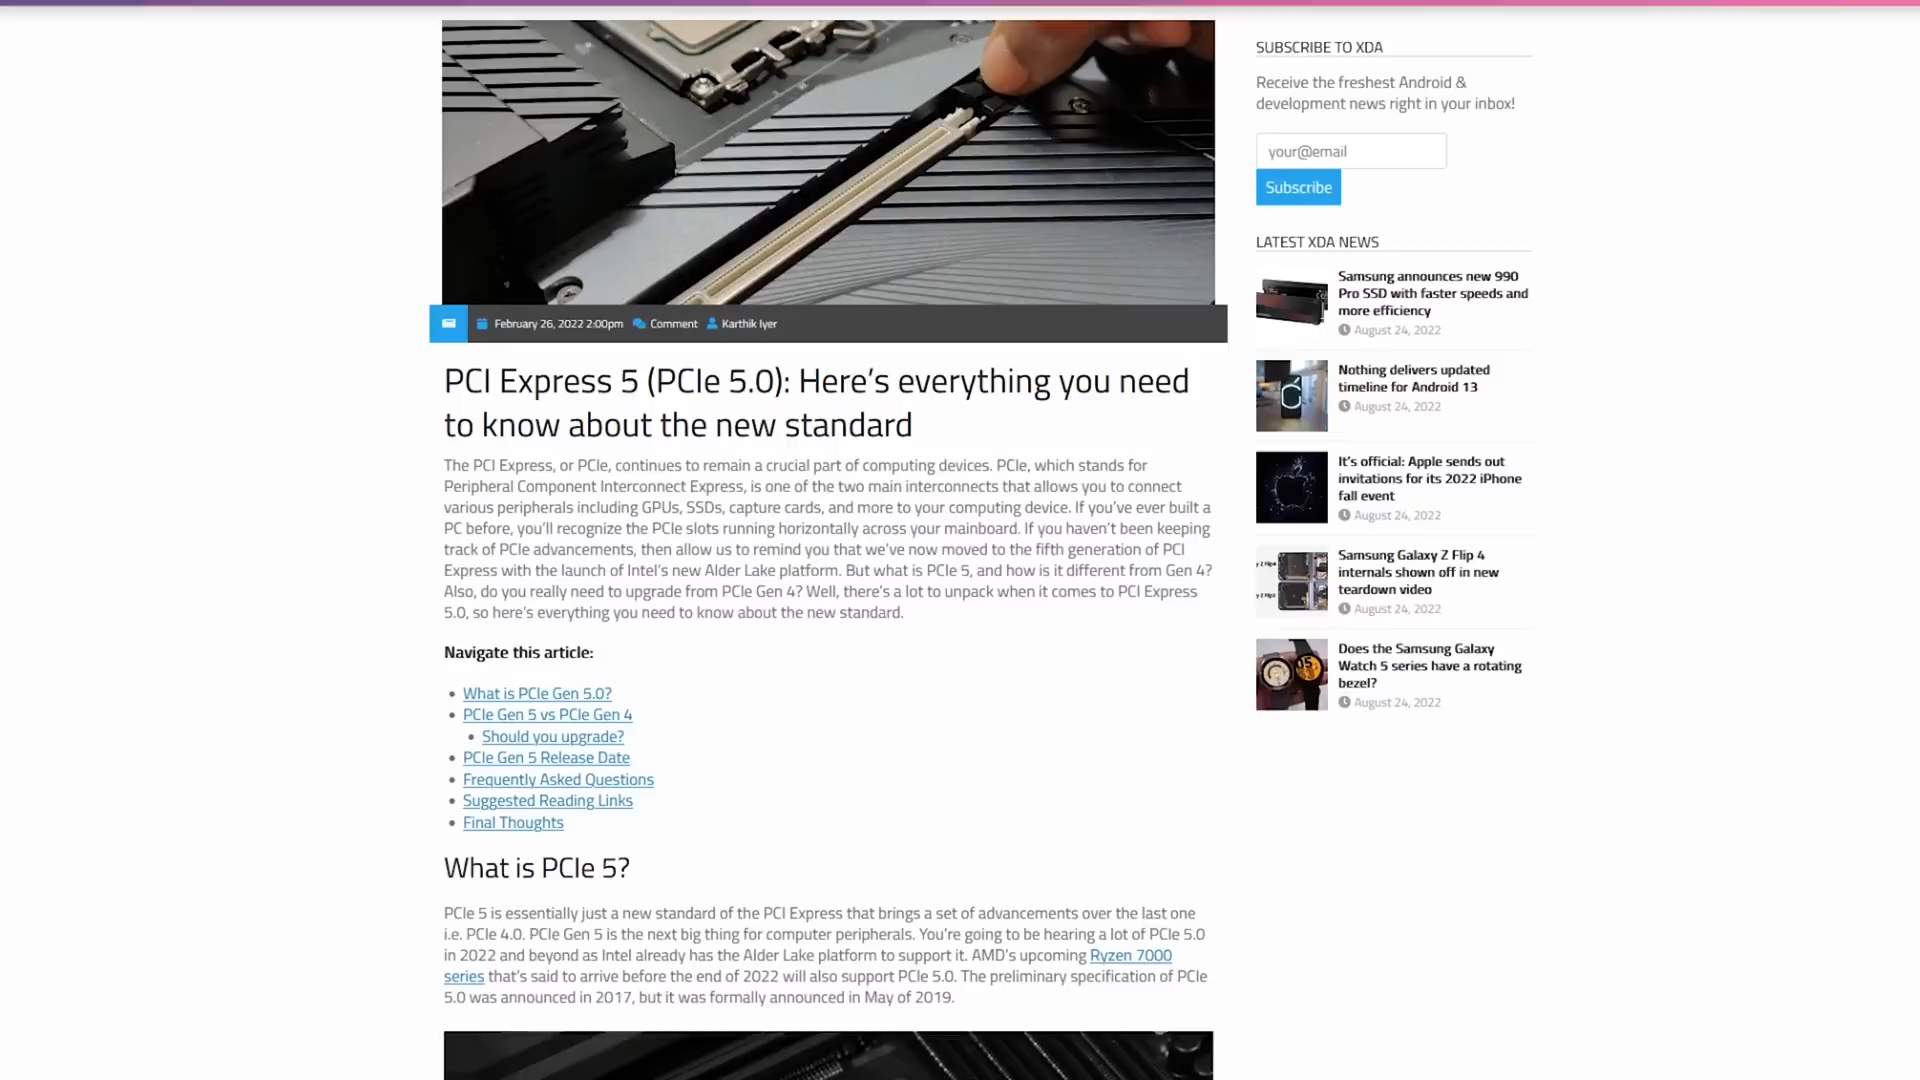 February 26, 2022 2:00pm Comment Karthik Iyer
PCI Express 5 (PCIe 5.0): Here's everything you need
to know about the new standard
The PCI Express, or PCIe, continues to remain a crucial part of computing devices. PCIe, which stands for
Peripheral Component Interconnect Express, is one of the two main interconnects that allows you to connect
various peripherals including GPUs, SSDs, capture cards, and more to your computing device. If you've ever built a
PC before, you'll recognize the PCIe slots running horizontally across your mainboard. If you haven't been keeping
track of PCIe advancements, then allow us to remind you that we've now moved to the fifth generation of PCI
Express with the launch of Intel's new Alder Lake platform. But what is PCIe 5, and how is it different from Gen 4?
Also, do you really need to upgrade from PCIe Gen 4? Well, there's a lot to unpack when it comes to PCI Express
5.0, so here's everything you need to know about the new standard.
Navigate this article:
What is PCIe Gen 5.0?
PCIe Gen 5 vs PCIe Gen 4
Should you upgrade?
PCIe Gen 5 Release Date
Frequently Asked Questions
Suggested Reading Links
Final Thoughts
What is PCIe 5?
PCIe 5 is essentially just a new standard of the PCI Express that brings a set of advancements over the last one
i.e. PCIe 4.0. PCIe Gen 5 is the next big thing for computer peripherals. You're going to be hearing a lot of PCIe 5.0
in 2022 and beyond as Intel already has the Alder Lake platform to support it. AMD's upcoming Ryzen 7000
series that's said to arrive before the end of 2022 will also support PCIe 5.0. The preliminary specification of PCIe
5.0 was announced in 2017, but it was formally announced in May of 2019.
SUBSCRIBE TO XDA
Receive the freshest Android &
development news right in your inbox!
your@email
Subscribe
LATEST XDA NEWS
Samsung announces new 990
Pro SSD with faster speeds and
more efficiency
August 24, 2022
Nothing delivers updated
timeline for Android 13
August 24, 2022
It's official: Apple sends out
invitations for its 2022 iPhone
fall event
August 24, 2022
Samsung Galaxy Z Flip 4
internals shown off in new
teardown video
August 24, 2022
Does the Samsung Galaxy
Watch 5 series have a rotating
bezel?
August 24, 2022